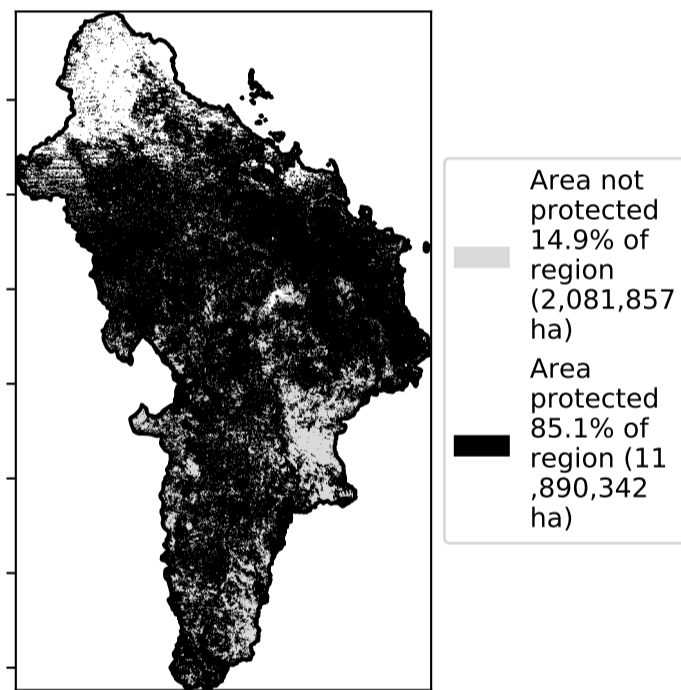 Area not
protected
14.9% of
region
(2,081,857
ha)
Area
protected
85.1% of
region (11
,890,342
ha)